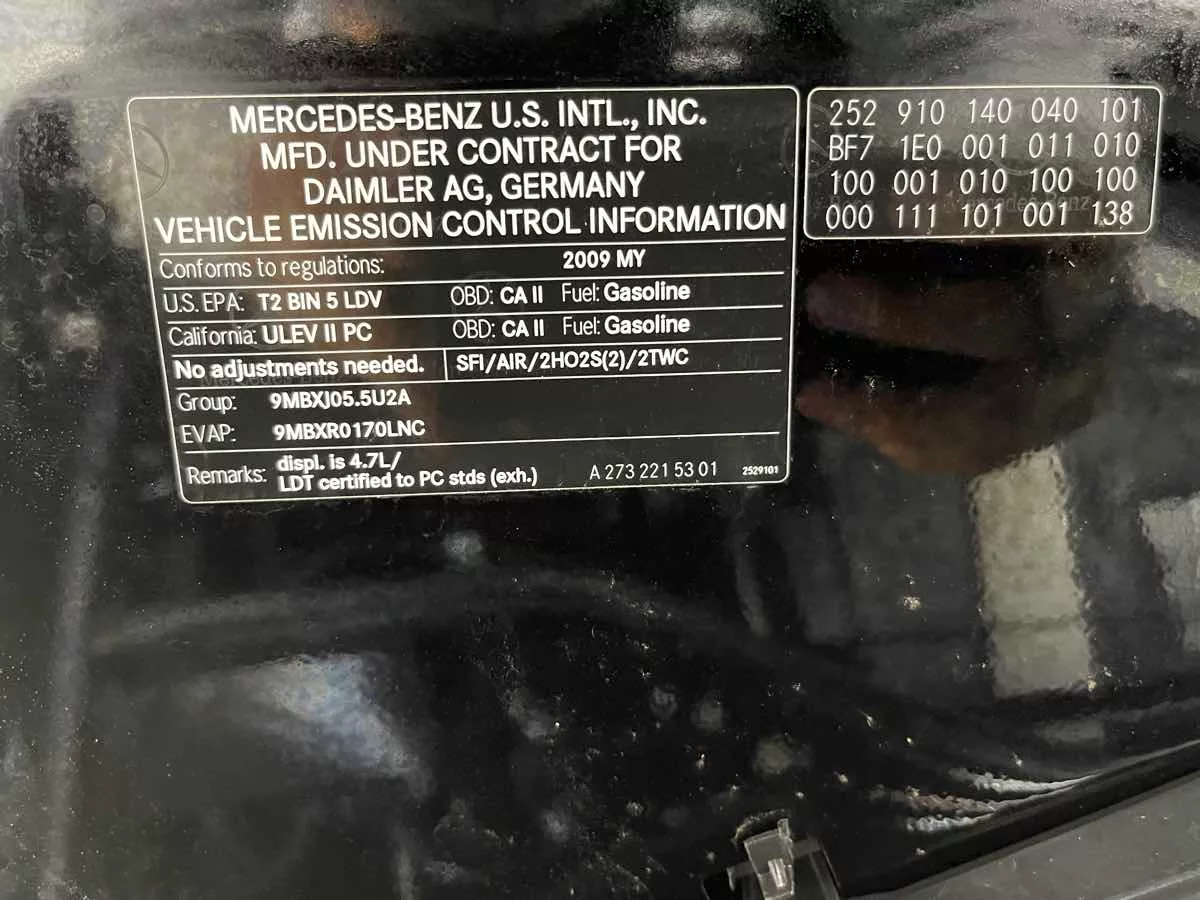 MERCEDES-BENZ U.S. INTL., INC.
MFD. UNDER CONTRACT FOR
DAIMLER AG, GERMANY
VEHICLE EMISSION CONTROL INFORMATION
Conforms to regulations: 2009 MY
U.S. EPA: T2 BIN 5 LDV OBD: CA II Fuel: Gasoline
California: ULEV II PC OBD: CA II Fuel: Gasoline
No adjustments needed. SFI/AIR/2HO2S(2)/2TWC
Group: 9MBXJ05.5U2A
EVAP: 9MBXR0170LNC
Remarks: displ. is 4.7L/
LDT certified to PC stds (exh.) A 273 221 53 01 2529101
252 910 140 040 101
BF7 1E0 001 011 010
100 001 010 100 100
000 111 101 001 138